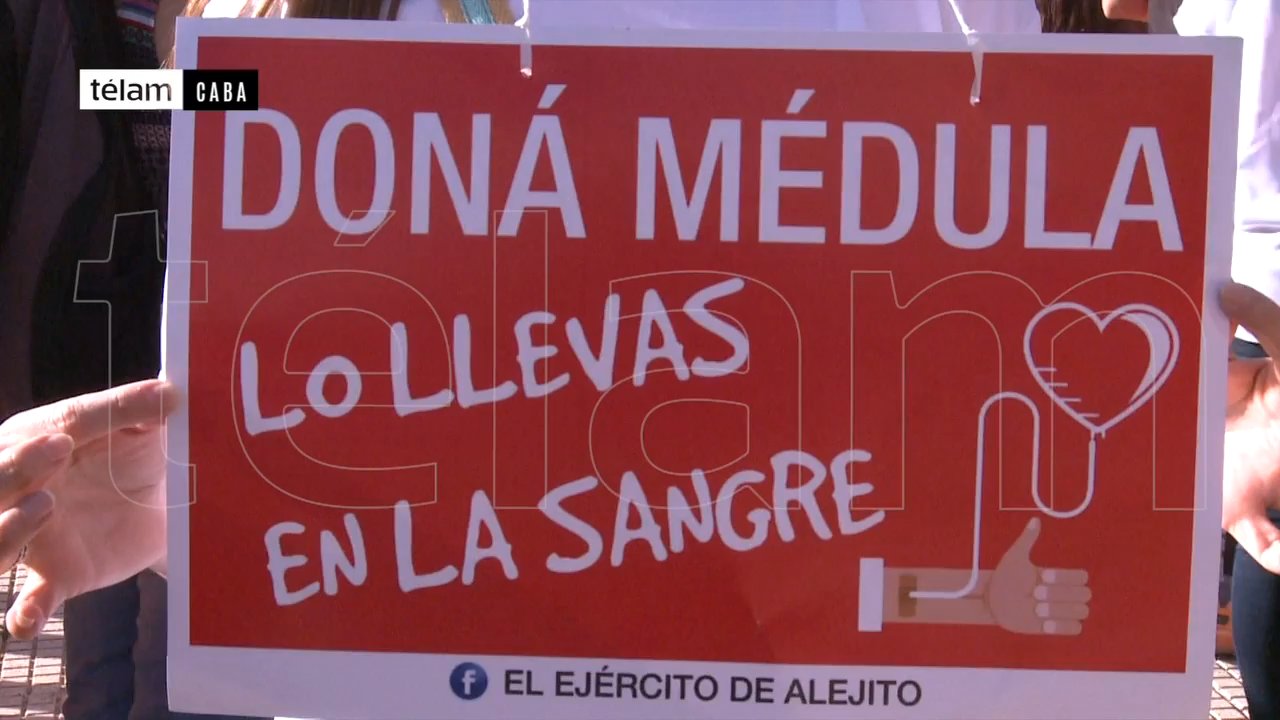 télam CABA
DONÁ MÉDULA
télam
LO LLEVAS
EN LA SANGRE
f EL EJÉRCITO DE ALEJITO